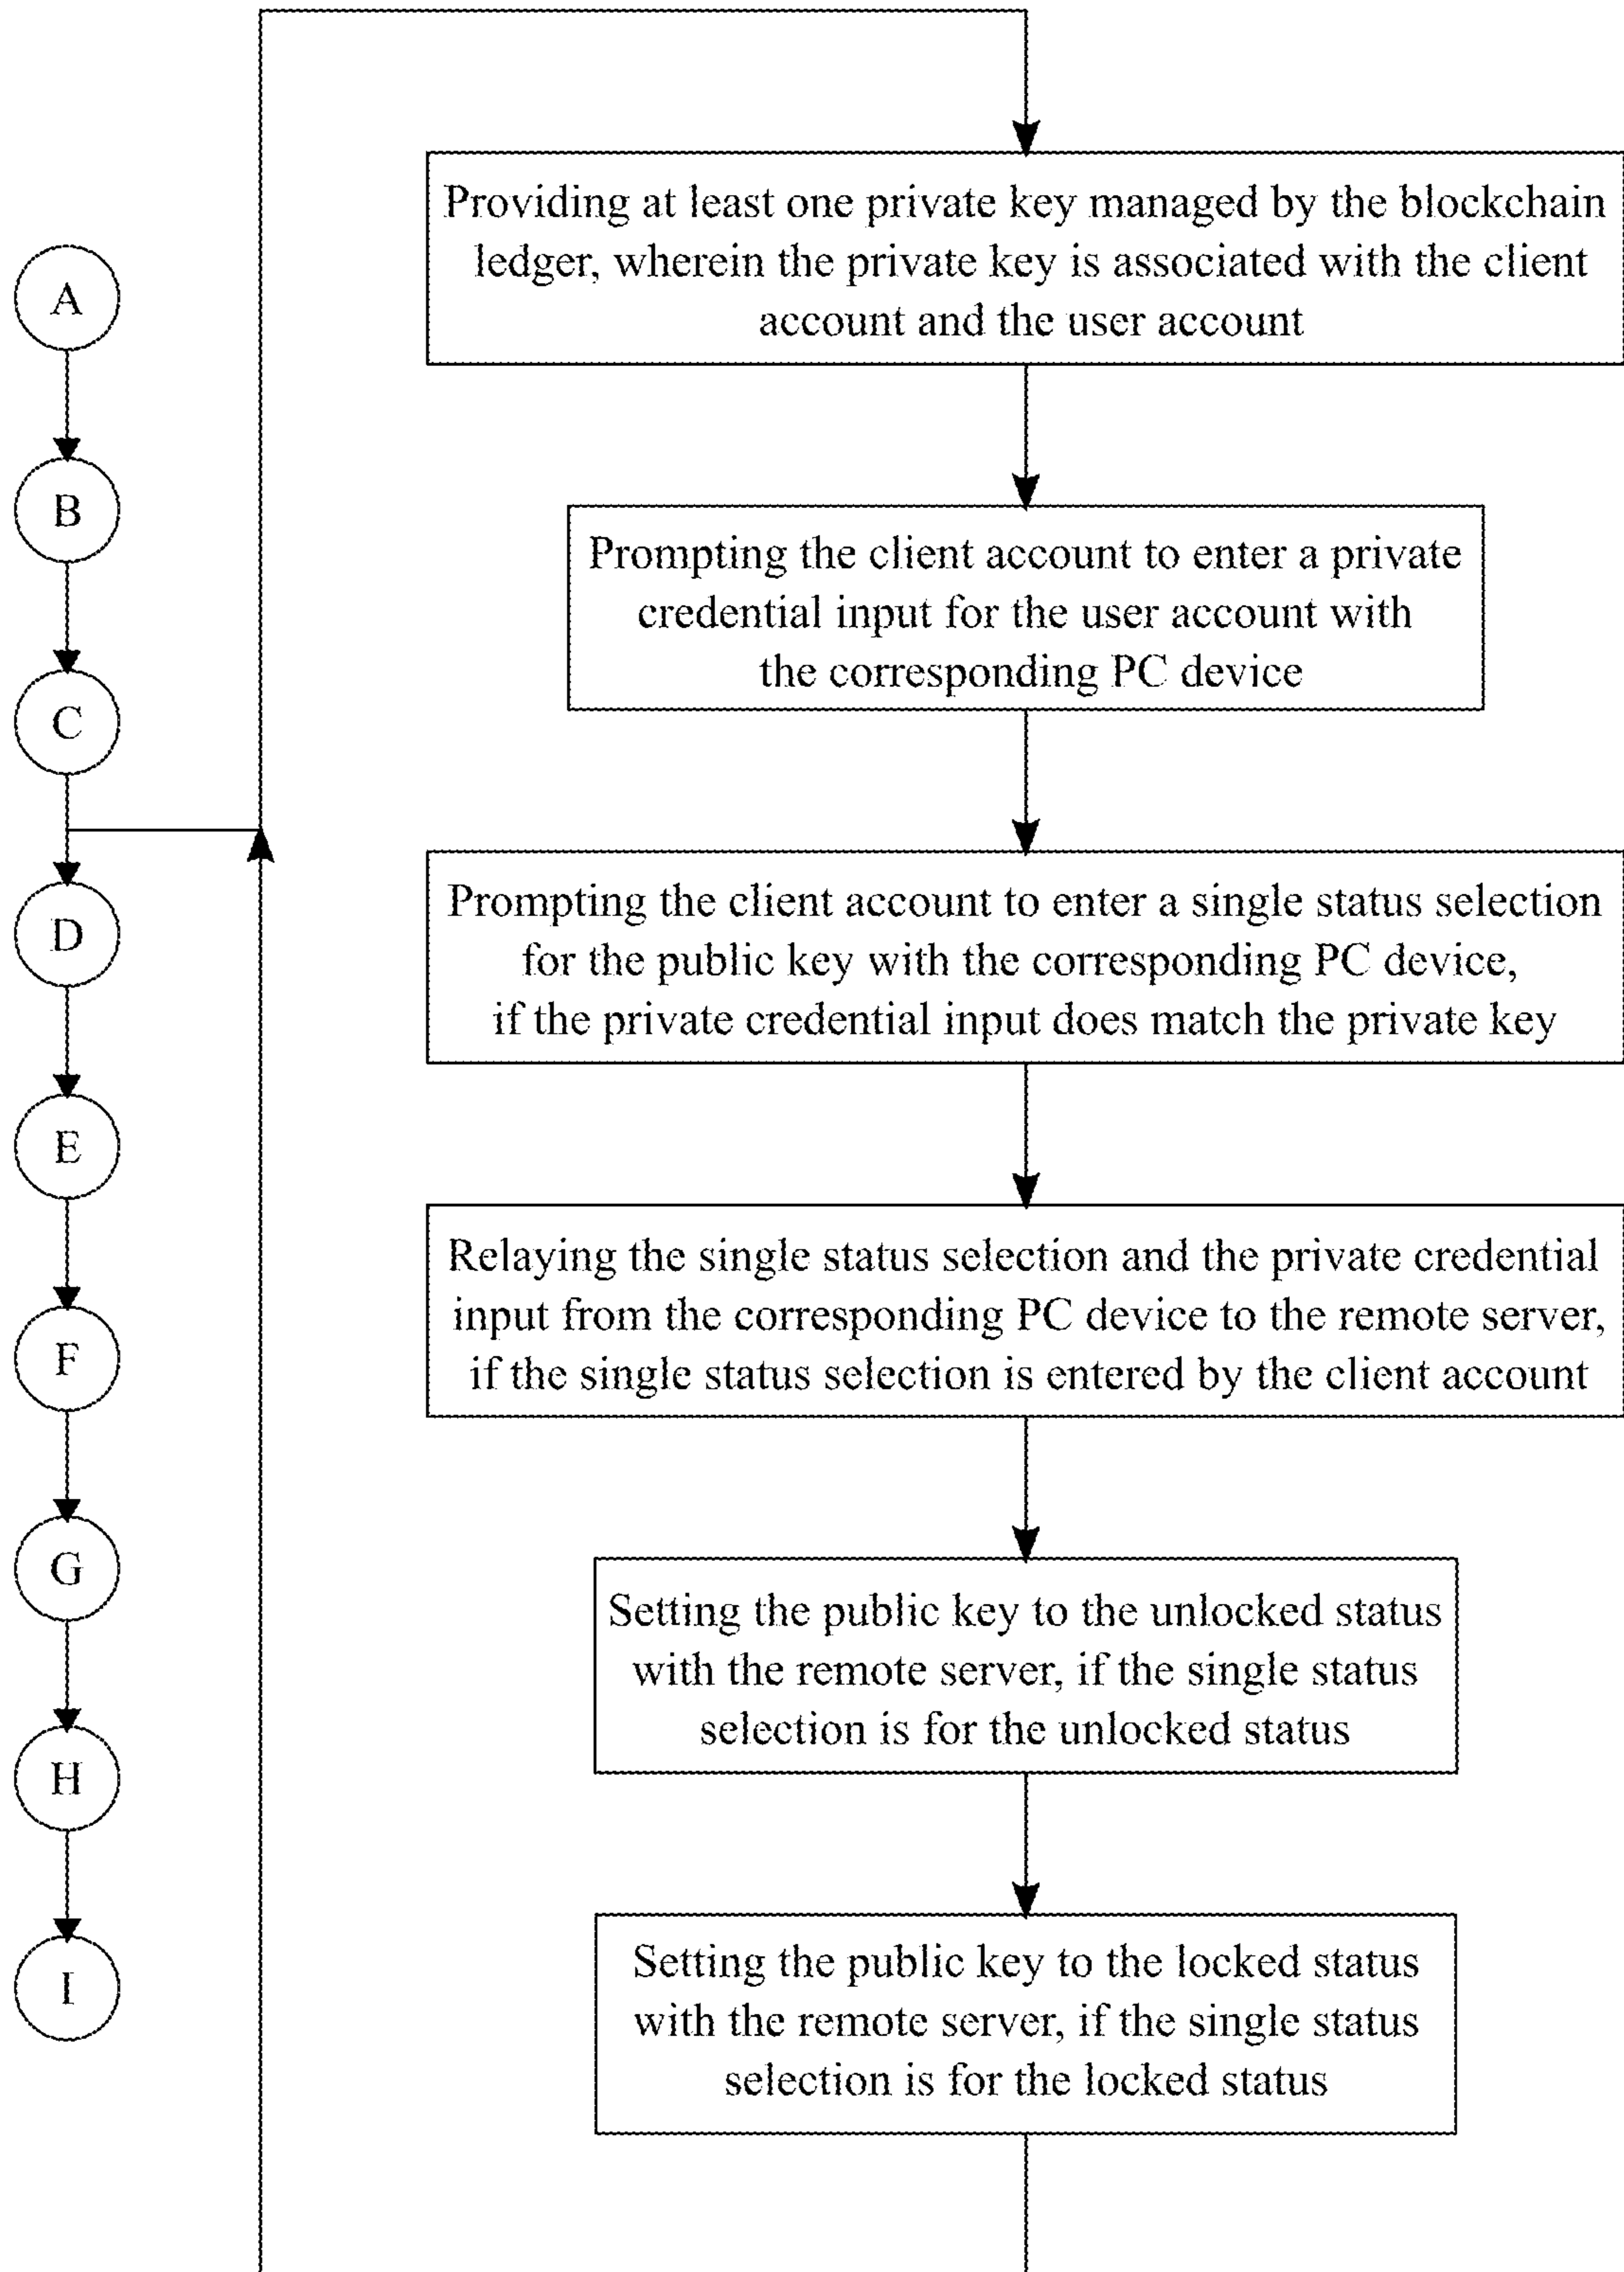 A
B
C
D
E
F
G
H
I
Providing at least one private key managed by the blockchain
ledger, wherein the private key is associated with the client
account and the user account
Prompting the client account to enter a private
credential input for the user account with
the corresponding PC device
Prompting the client account to enter a single status selection
for the public key with the corresponding PC device,
if the private credential input does match the private key
Relaying the single status selection and the private credential
input from the corresponding PC device to the remote server,
if the single status selection is entered by the client account
Setting the public key to the unlocked status
with the remote server, if the single status
selection is for the unlocked status
Setting the public key to the locked status
with the remote server, if the single status
selection is for the locked status